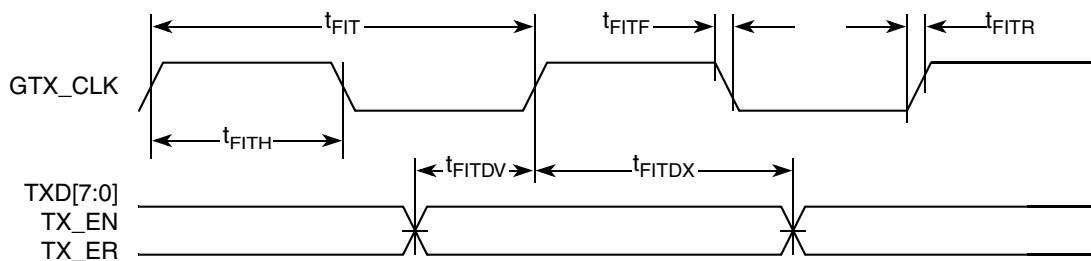 tFIT
tFITF
tFITR
GTX_CLK
tFITH
tFITDV
tFITDX
TXD[7:0]
TX_EN
TX_ER